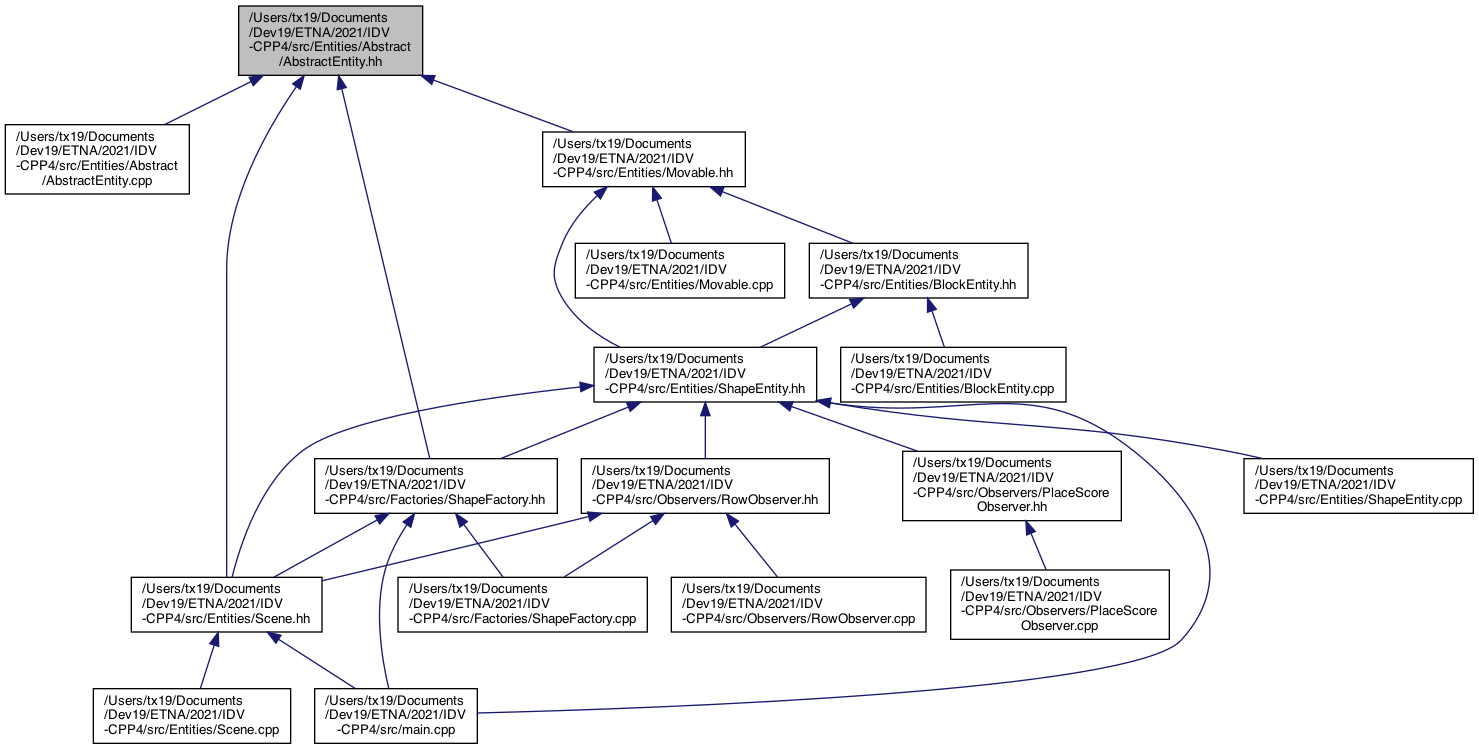 /Users/tx19/Documents
/Dev19/ETNA/2021/IDV
-CPP4/src/Entities/Abstract
/AbstractEntity.hh
/Users/tx19/Documents
/Dev19/ETNA/2021/IDV
-CPP4/src/Entities/Abstract
/AbstractEntity.cpp
/Users/tx19/Documents
/Dev19/ETNA/2021/IDV
-CPP4/src/Entities/Movable.hh
/Users/tx19/Documents
/Dev19/ETNA/2021/IDV
-CPP4/src/Entities/Movable.cpp
/Users/tx19/Documents
/Dev19/ETNA/2021/IDV
-CPP4/src/Entities/BlockEntity.hh
/Users/tx19/Documents
/Dev19/ETNA/2021/IDV
-CPP4/src/Entities/ShapeEntity.hh
/Users/tx19/Documents
/Dev19/ETNA/2021/IDV
-CPP4/src/Entities/BlockEntity.cpp
/Users/tx19/Documents
/Dev19/ETNA/2021/IDV
-CPP4/src/Factories/ShapeFactory.hh
/Users/tx19/Documents
/Dev19/ETNA/2021/IDV
-CPP4/src/Observers/RowObserver.hh
/Users/tx19/Documents
/Dev19/ETNA/2021/IDV
-CPP4/src/Observers/PlaceScore
Observer.hh
/Users/tx19/Documents
/Dev19/ETNA/2021/IDV
-CPP4/src/Entities/ShapeEntity.cpp
/Users/tx19/Documents
/Dev19/ETNA/2021/IDV
-CPP4/src/Entities/Scene.hh
/Users/tx19/Documents
/Dev19/ETNA/2021/IDV
-CPP4/src/Factories/ShapeFactory.cpp
/Users/tx19/Documents
/Dev19/ETNA/2021/IDV
-CPP4/src/Observers/RowObserver.cpp
/Users/tx19/Documents
/Dev19/ETNA/2021/IDV
-CPP4/src/Observers/PlaceScore
Observer.cpp
/Users/tx19/Documents
/Dev19/ETNA/2021/IDV
-CPP4/src/Entities/Scene.cpp
/Users/tx19/Documents
/Dev19/ETNA/2021/IDV
-CPP4/src/main.cpp